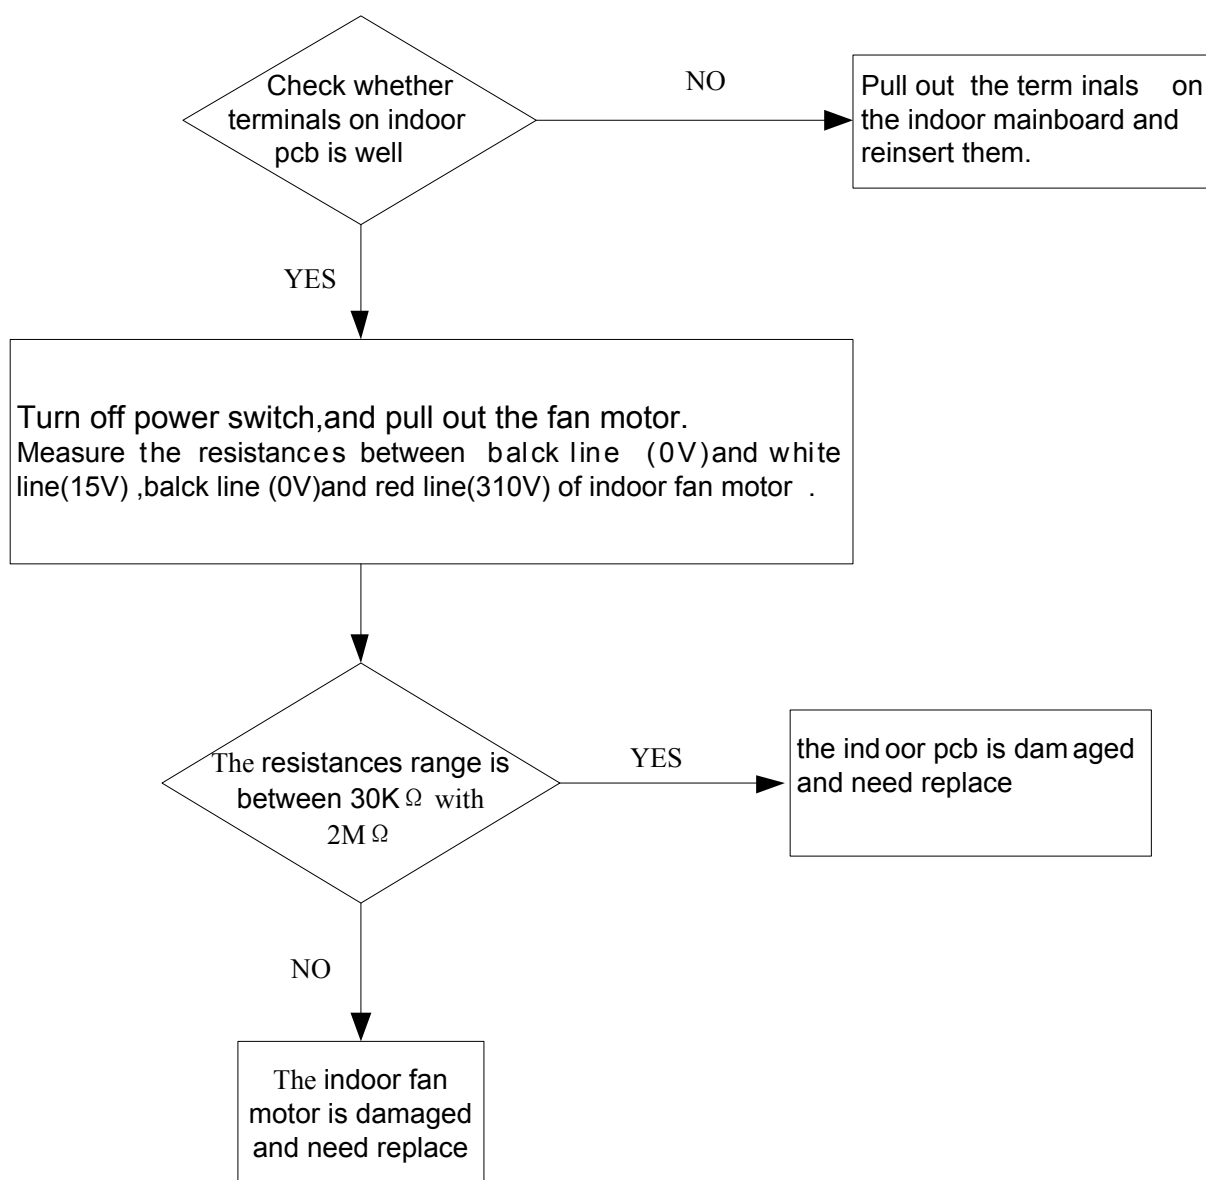 Check whether
terminals on indoor
pcb is well
NO
Pull out the term inals on
the indoor mainboard and
reinsert them.
YES
Turn off power switch,and pull out the fan motor.
Measure the resistances between balck line (0V)and white
line(15V) ,balck line (0V)and red line(310V) of indoor fan motor .
The resistances range is
between 30KΩ with
2MΩ
YES
the ind oor pcb is dam aged
and need replace
NO
The indoor fan
motor is damaged
and need replace